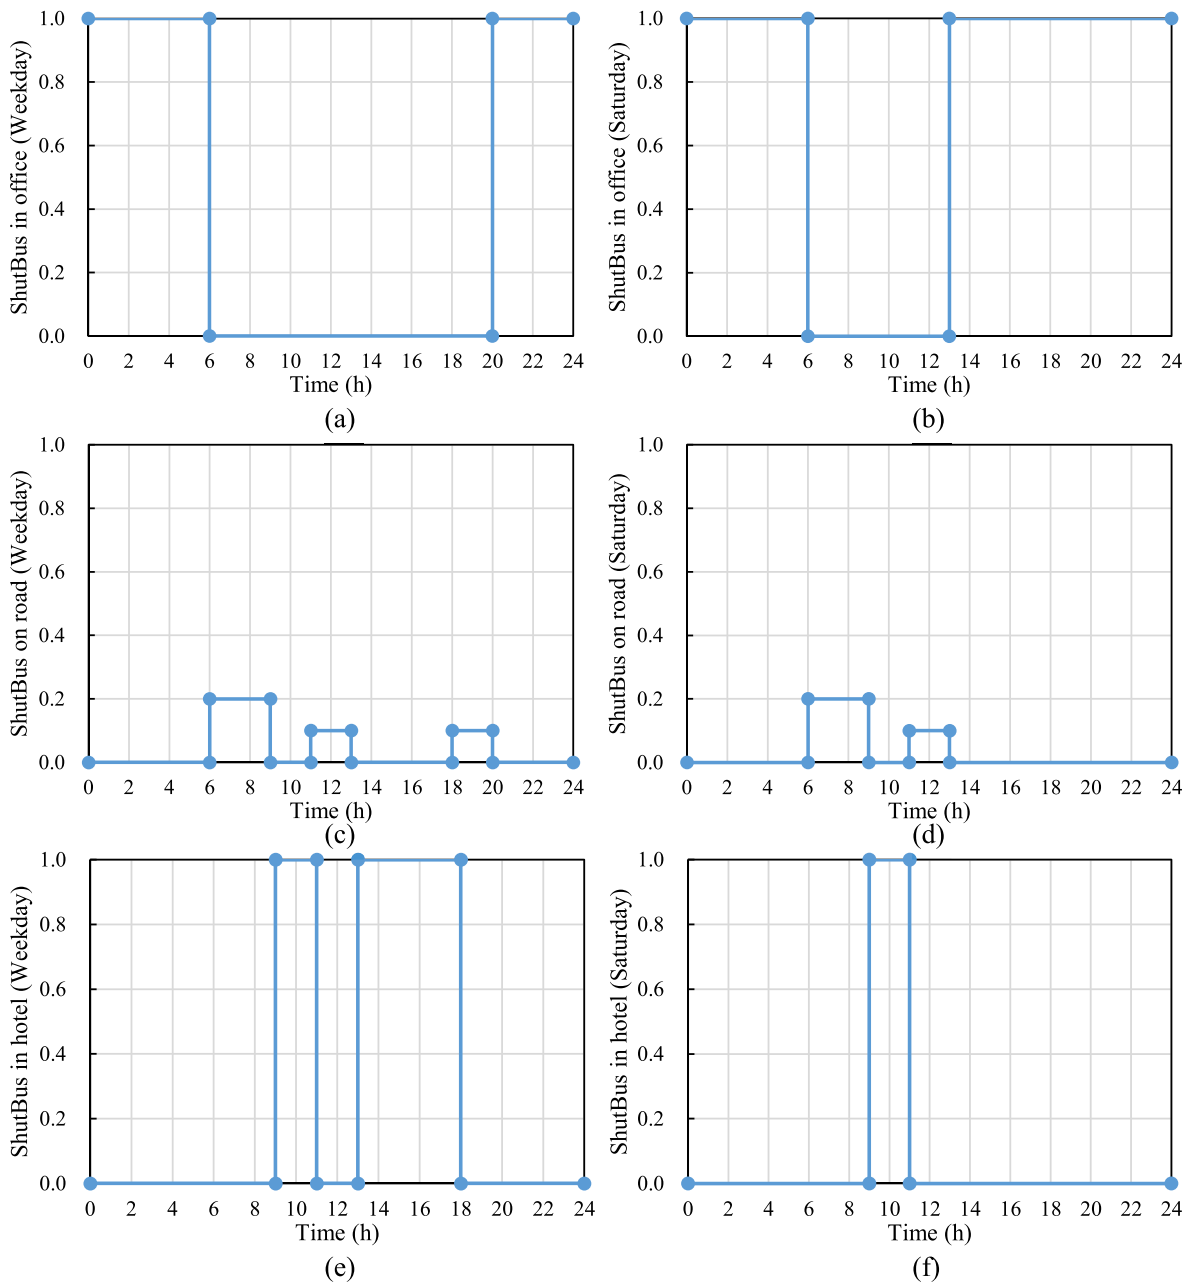 ShutBus in office (Weekday)
1.0
0.8
0.6
0.4
0.2
0.0
0 2 4 6 8 10 12 14 16 18 20 22 24
Time (h)
(a)
ShutBus in office (Saturday)
1.0
0.8
0.6
0.4
0.2
0.0
0 2 4 6 8 10 12 14 16 18 20 22 24
Time (h)
(b)
ShutBus on road (Weekday)
1.0
0.8
0.6
0.4
0.2
0.0
0 2 4 6 8 10 12 14 16 18 20 22 24
Time (h)
(c)
ShutBus on road (Saturday)
1.0
0.8
0.6
0.4
0.2
0.0
0 2 4 6 8 10 12 14 16 18 20 22 24
Time (h)
(d)
ShutBus in hotel (Weekday)
1.0
0.8
0.6
0.4
0.2
0.0
0 2 4 6 8 10 12 14 16 18 20 22 24
Time (h)
(e)
ShutBus in hotel (Saturday)
1.0
0.8
0.6
0.4
0.2
0.0
0 2 4 6 8 10 12 14 16 18 20 22 24
Time (h)
(f)